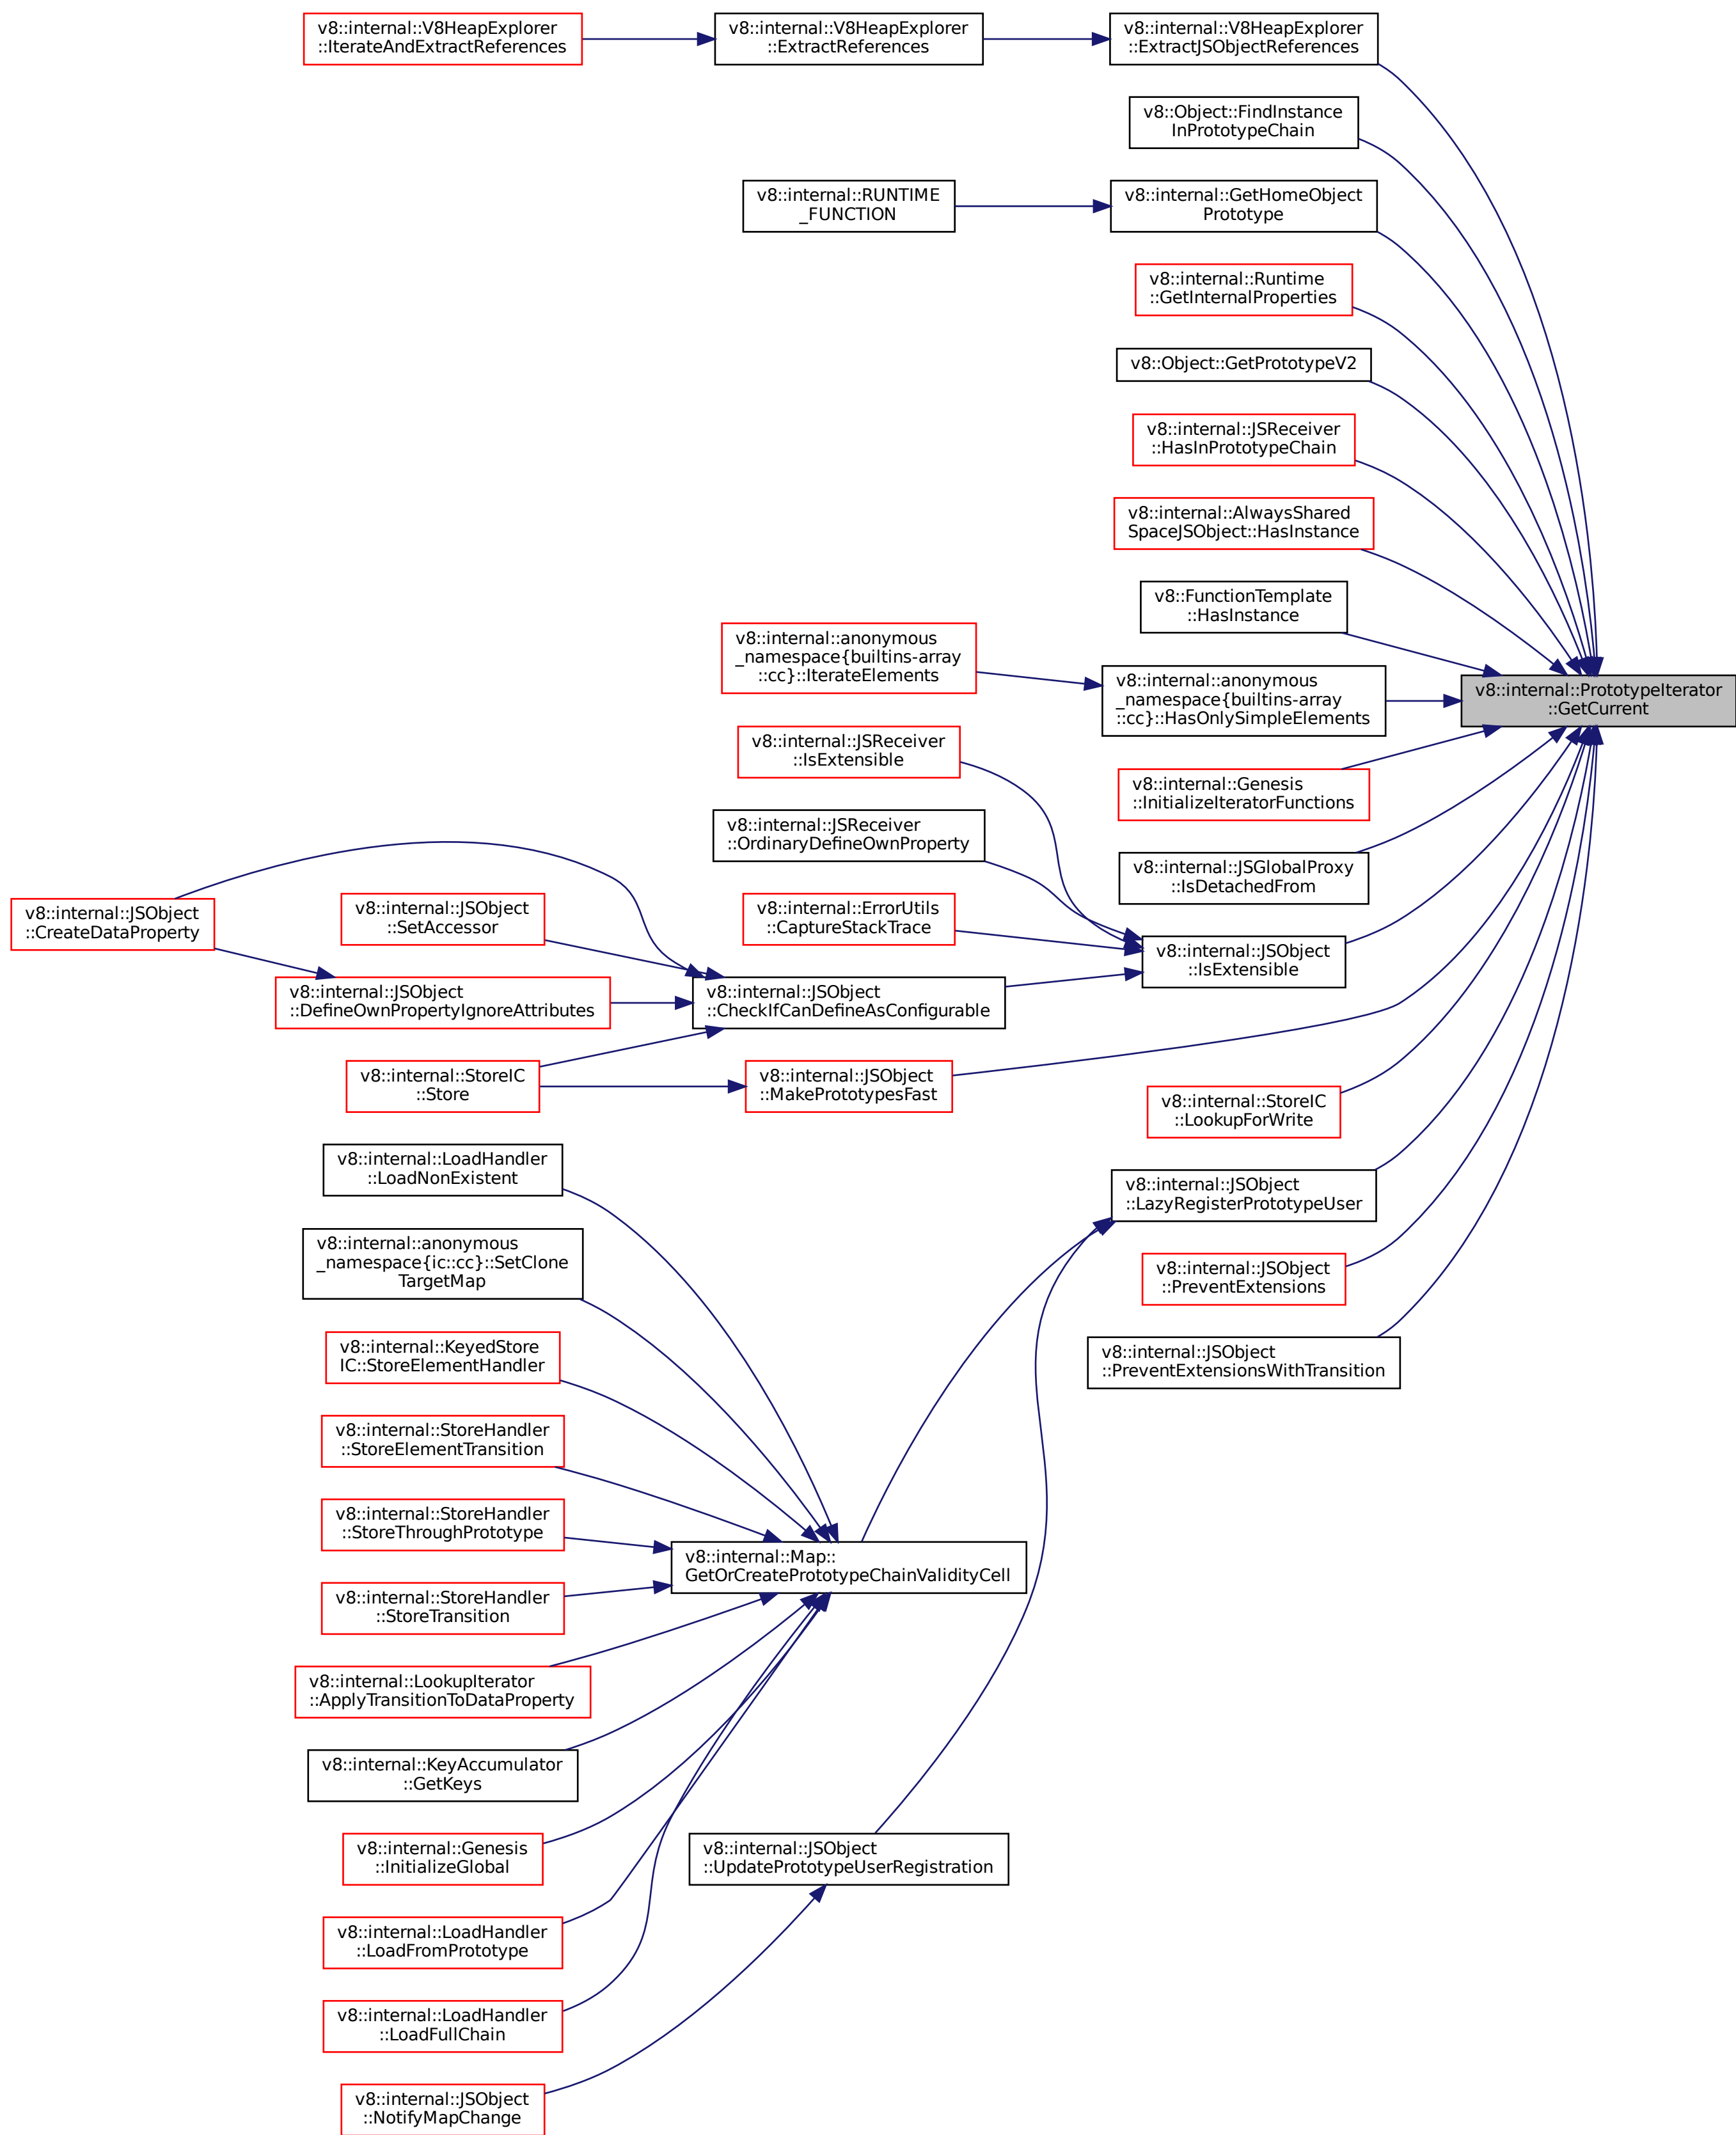 v8::internal::V8HeapExplorer
::IterateAndExtractReferences
v8::internal::V8HeapExplorer
::ExtractReferences
v8::internal::V8HeapExplorer
::ExtractJSObjectReferences
v8::Object::FindInstance
InPrototypeChain
v8::internal::RUNTIME
_FUNCTION
v8::internal::GetHomeObject
Prototype
v8::internal::Runtime
::GetInternalProperties
v8::Object::GetPrototypeV2
v8::internal::JSReceiver
::HasInPrototypeChain
v8::internal::AlwaysShared
SpaceJSObject::HasInstance
v8::FunctionTemplate
::HasInstance
v8::internal::anonymous
_namespace{builtins-array
::cc}::IterateElements
v8::internal::anonymous
_namespace{builtins-array
::cc}::HasOnlySimpleElements
v8::internal::PrototypeIterator
::GetCurrent
v8::internal::JSReceiver
::IsExtensible
v8::internal::Genesis
::InitializeIteratorFunctions
v8::internal::JSReceiver
::OrdinaryDefineOwnProperty
v8::internal::JSGlobalProxy
::IsDetachedFrom
v8::internal::JSObject
::CreateDataProperty
v8::internal::JSObject
::SetAccessor
v8::internal::ErrorUtils
::CaptureStackTrace
v8::internal::JSObject
::IsExtensible
v8::internal::JSObject
::DefineOwnPropertyIgnoreAttributes
v8::internal::JSObject
::CheckIfCanDefineAsConfigurable
v8::internal::StoreIC
::Store
v8::internal::JSObject
::MakePrototypesFast
v8::internal::StoreIC
::LookupForWrite
v8::internal::LoadHandler
::LoadNonExistent
v8::internal::JSObject
::LazyRegisterPrototypeUser
v8::internal::anonymous
_namespace{ic::cc}::SetClone
TargetMap
v8::internal::JSObject
::PreventExtensions
v8::internal::KeyedStore
IC::StoreElementHandler
v8::internal::JSObject
::PreventExtensionsWithTransition
v8::internal::StoreHandler
::StoreElementTransition
v8::internal::StoreHandler
::StoreThroughPrototype
v8::internal::Map::
GetOrCreatePrototypeChainValidityCell
v8::internal::StoreHandler
::StoreTransition
v8::internal::LookupIterator
::ApplyTransitionToDataProperty
v8::internal::KeyAccumulator
::GetKeys
v8::internal::Genesis
::InitializeGlobal
v8::internal::JSObject
::UpdatePrototypeUserRegistration
v8::internal::LoadHandler
::LoadFromPrototype
v8::internal::LoadHandler
::LoadFullChain
v8::internal::JSObject
::NotifyMapChange